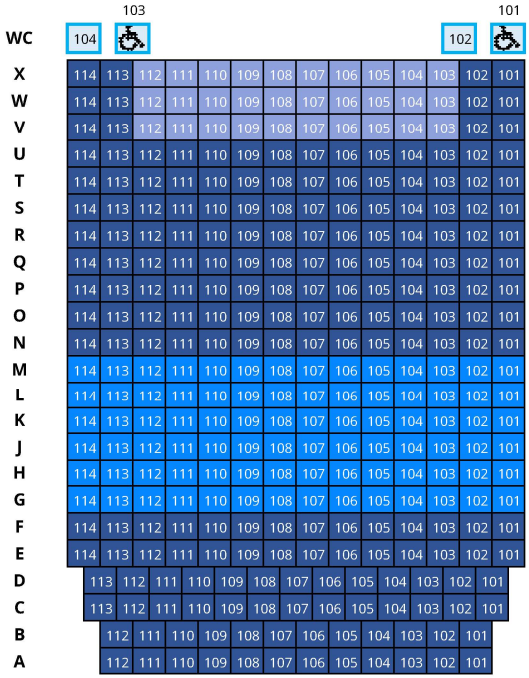 103 101
WC 104 102
X 114 113 112 111 110 109 108 107 106 105 104 103 102 101
W 114 113 112 111 110 109 108 107 106 105 104 103 102 101
V 114 113 112 111 110 109 108 107 106 105 104 103 102 101
U 114 113 112 111 110 109 108 107 106 105 104 103 102 101
T 114 113 112 111 110 109 108 107 106 105 104 103 102 101
S 114 113 112 111 110 109 108 107 106 105 104 103 102 101
R 114 113 112 111 110 109 108 107 106 105 104 103 102 101
Q 114 113 112 111 110 109 108 107 106 105 104 103 102 101
P 114 113 112 111 110 109 108 107 106 105 104 103 102 101
O 114 113 112 111 110 109 108 107 106 105 104 103 102 101
N 114 113 112 111 110 109 108 107 106 105 104 103 102 101
M 114 113 112 111 110 109 108 107 106 105 104 103 102 101
L 114 113 112 111 110 109 108 107 106 105 104 103 102 101
K 114 113 112 111 110 109 108 107 106 105 104 103 102 101
J 114 113 112 111 110 109 108 107 106 105 104 103 102 101
H 114 113 112 111 110 109 108 107 106 105 104 103 102 101
G 114 113 112 111 110 109 108 107 106 105 104 103 102 101
F 114 113 112 111 110 109 108 107 106 105 104 103 102 101
E 114 113 112 111 110 109 108 107 106 105 104 103 102 101
D 113 112 111 110 109 108 107 106 105 104 103 102 101
C 113 112 111 110 109 108 107 106 105 104 103 102 101
B 112 111 110 109 108 107 106 105 104 103 102 101
A 112 111 110 109 108 107 106 105 104 103 102 101